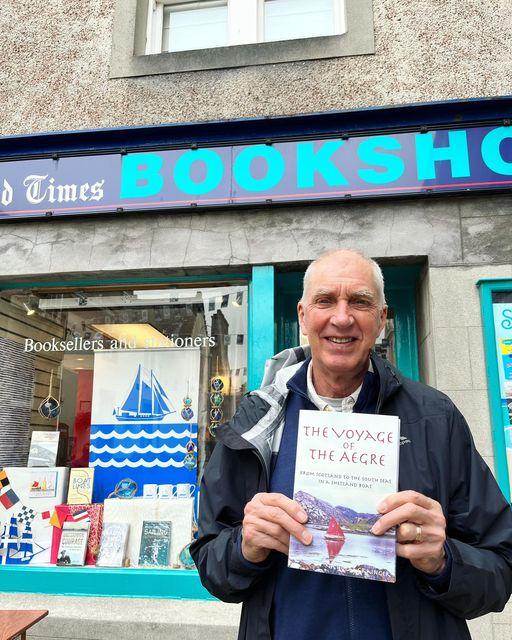 d Times BOOKSHO
Booksellers and stationers
THE VOYAGE
OF
THE AEGRE
FROM SCOTLAND TO THE SOUTH SEAS
IN A SHETLAND BOAT
SAILING